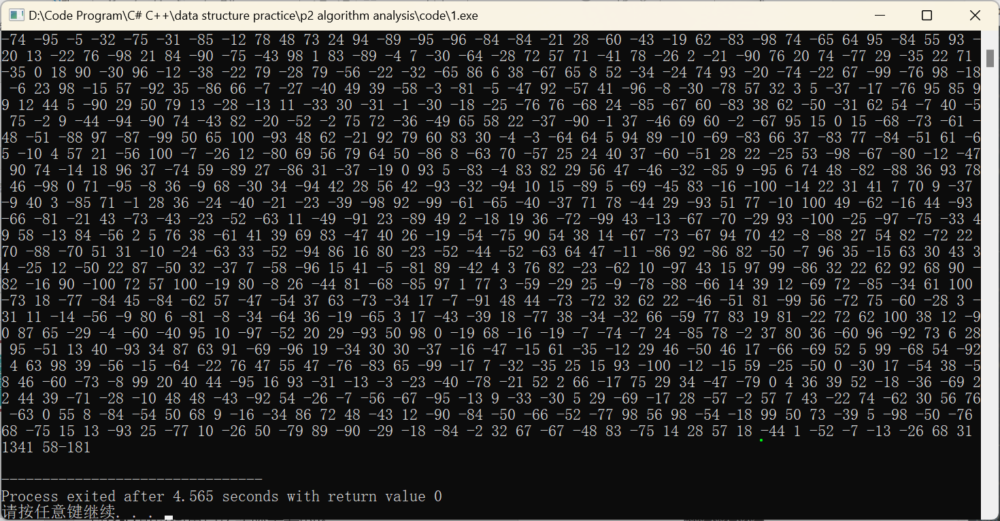 D:\Code Program\C# C++\data structure practice\p2 algorithm analysis\code\1.exe
-74 -95 -5 -32 -75 -31 -85 -12 78 48 73 24 94 -89 -95 -96 -84 -84 -21 28 -60 -43 -19 62 -83 -98 74 -65 64 95 -84 55 93 -
20 13 -22 76 -98 21 84 -90 -75 -43 98 1 83 -89 -4 7 -30 -64 -28 72 57 71 -41 78 -26 2 -21 -90 76 20 74 -77 29 -35 22 71
-35 0 18 90 -30 96 -12 -38 -22 79 -28 79 -56 -22 -32 -65 86 6 38 -67 65 8 52 -34 -24 74 93 -20 -74 -22 67 -99 -76 98 -18
-6 23 98 -15 57 -92 35 -86 66 -7 -27 -40 49 39 -58 -3 -81 -5 -47 92 -57 41 -96 -8 -30 -78 57 32 3 5 -37 -17 -76 95 85 9
9 12 44 5 -90 29 50 79 13 -28 -13 11 -33 30 -31 -1 -30 -18 -25 -76 76 -68 24 -85 -67 60 -83 38 62 -50 -31 62 54 -7 40 -5
75 -2 9 -44 -94 -90 74 -43 82 -20 -52 -2 75 72 -36 -49 65 58 22 -37 -90 -1 37 -46 69 60 -2 -67 95 15 0 15 -68 -73 -61 -
48 -51 -88 97 -87 -99 50 65 100 -93 48 62 -21 92 79 60 83 30 -4 -3 -64 64 5 94 89 -10 -69 -83 66 37 -83 77 -84 -51 61 -6
5 -10 4 57 21 -56 100 -7 -26 12 -80 69 56 79 64 50 -86 8 -63 70 -57 25 24 40 37 -60 -51 28 22 -25 53 -98 -67 -80 -12 -47
90 74 -14 18 96 37 -74 59 -89 27 -86 31 -37 -19 0 93 5 -83 -4 83 82 29 56 47 -46 -32 -85 9 -95 6 74 48 -82 -88 36 93 78
46 -98 0 71 -95 -8 36 -9 68 -30 34 -94 42 28 56 42 -93 -32 -94 10 15 -89 5 -69 -45 83 -16 -100 -14 22 31 41 7 70 9 -37
-9 40 3 -85 71 -1 28 36 -24 -40 -21 -23 -39 -98 92 -99 -61 -65 -40 -37 71 78 -44 29 -93 51 77 -10 100 49 -62 -16 44 -93
-66 -81 -21 43 -73 -43 -23 -52 -63 11 -49 -91 23 -89 49 2 -18 19 36 -72 -99 43 -13 -67 -70 -29 93 -100 -25 -97 -75 -33 4
9 58 -13 84 -56 2 5 76 38 -61 41 39 69 83 -47 40 26 -19 -54 -75 90 54 38 14 -67 -73 -67 94 70 42 -8 -88 27 54 82 -72 22
70 -88 -70 51 31 -10 -24 -63 33 -52 -94 86 16 80 -23 -52 -44 -52 -63 64 47 -11 -86 92 -86 82 -50 -7 96 35 -15 63 30 43 3
4 -25 12 -50 22 87 -50 32 -37 7 -58 -96 15 41 -5 -81 89 -42 4 3 76 82 -23 -62 10 -97 43 15 97 99 -86 32 22 62 92 68 90 -
82 -16 90 -100 72 57 100 -19 80 -8 26 -44 81 -68 -85 97 1 77 3 -59 -29 25 -9 -78 -88 -66 14 39 12 -69 72 -85 -34 61 100
-73 18 -77 -84 45 -84 -62 57 -47 -54 37 63 -73 -34 17 -7 -91 48 44 -73 -72 32 62 22 -46 -51 81 -99 56 -72 75 -60 -28 3 -
31 11 -14 -56 -9 80 6 -81 -8 -34 -64 36 -19 -65 3 17 -43 -39 18 -77 38 -34 -32 66 -59 77 83 19 81 -22 72 62 100 38 12 -9
0 87 65 -29 -4 -60 -40 95 10 -97 -52 20 29 -93 50 98 0 -19 68 -16 -19 -7 -74 -7 24 -85 78 -2 37 80 36 -60 96 -92 73 6 28
95 -51 13 40 -93 34 87 63 91 -69 -96 19 -34 30 30 -37 -16 -47 -15 61 -35 -12 29 46 -50 46 17 -66 -69 52 5 99 -68 54 -92
4 63 98 39 -56 -15 -64 -22 76 47 55 47 -76 -83 65 -99 -17 7 -32 -35 25 15 93 -100 -12 -15 59 -25 -50 0 -30 17 -54 38 -5
8 46 -60 -73 -8 99 20 40 44 -95 16 93 -31 -13 -3 -23 -40 -78 -21 52 2 66 -17 75 29 34 -47 -79 0 4 36 39 52 -18 -36 -69 2
2 44 39 -71 -28 -10 48 48 -43 -92 54 -26 -7 -56 -67 -95 -13 9 -33 -30 5 29 -69 -17 28 -57 -2 57 7 43 -22 74 -62 30 56 76
-63 0 55 8 -84 -54 50 68 9 -16 -34 86 72 48 -43 12 -90 -84 -50 -66 -52 -77 98 56 98 -54 -18 99 50 73 -39 5 -98 -50 -76
68 -75 15 13 -93 25 -77 10 -26 50 -79 89 -90 -29 -18 -84 -2 32 67 -67 -48 83 -75 14 28 57 18 -44 1 -52 -7 -13 -26 68 31
1341 58-181
--------------------------------
Process exited after 4.565 seconds with return value 0
请按任意键继续. . .